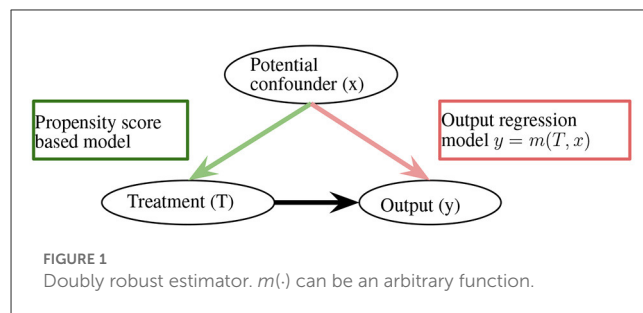 Potential
confounder (x)
Propensity score
based model
Output regression
model y = m(T, x)
Treatment (T)
Output (y)
FIGURE 1
Doubly robust estimator. m(·) can be an arbitrary function.